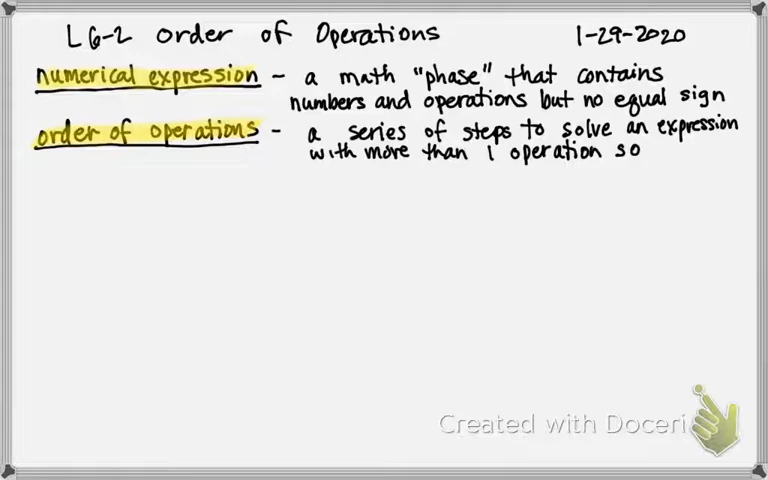 L6-2 Order of Operations 1-29-2020
numerical expression - a math "phase" that contains
numbers and operations but no equal sign
order of operations - a series of steps to solve an expression
with more than 1 operation so
Created with Doceri